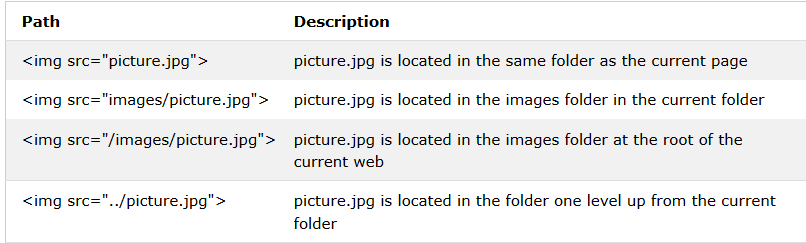 Path Description
<img src="picture.jpg"> picture.jpg is located in the same folder as the current page
<img src="images/picture.jpg"> picture.jpg is located in the images folder in the current folder
<img src="/images/picture.jpg"> picture.jpg is located in the images folder at the root of the
current web
<img src="../picture.jpg"> picture.jpg is located in the folder one level up from the current
folder